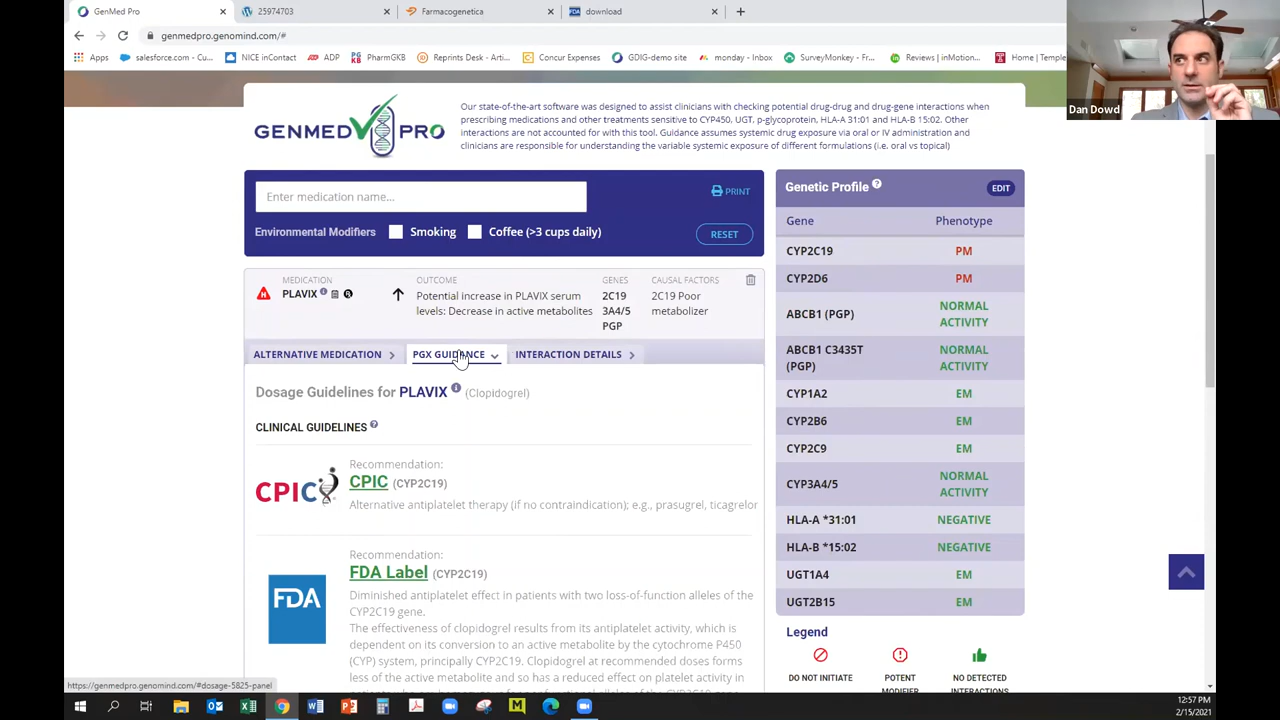 GenMed Pro
25974703
Farmacogenetica
download
genmedpro.genomind.com/#
Apps
salesforce.com - Cu...
NICE inContact
ADP
PharmGKB
Reprints Desk - Arti...
Concur Expenses
GDIG-demo site
monday - Inbox
SurveyMonkey - Fr...
Reviews | inMotion...
Home | Temple
Dan Dowd
GENMED PRO
Our state-of-the-art software was designed to assist clinicians with checking potential drug-drug and drug-gene interactions when
prescribing medications and other treatments sensitive to CYP450, UGT, p-glycoprotein, HLA-A 31:01 and HLA-B 15:02. Other
interactions are not accounted for with this tool. Guidance assumes systemic drug exposure via oral or IV administration and
clinicians are responsible for understanding the variable systemic exposure of different formulations (i.e. oral vs topical)
Enter medication name...
PRINT
Environmental Modifiers
Smoking
Coffee (>3 cups daily)
RESET
MEDICATION
PLAVIX
OUTCOME
Potential increase in PLAVIX serum
levels: Decrease in active metabolites
GENES
2C19
3A4/5
PGP
CAUSAL FACTORS
2C19 Poor
metabolizer
ALTERNATIVE MEDICATION
PGX GUIDANCE
INTERACTION DETAILS
Dosage Guidelines for PLAVIX (Clopidogrel)
CLINICAL GUIDELINES
CPIC
Recommendation:
CPIC (CYP2C19)
Alternative antiplatelet therapy (if no contraindication); e.g., prasugrel, ticagrelor
FDA
Recommendation:
FDA Label (CYP2C19)
Diminished antiplatelet effect in patients with two loss-of-function alleles of the
CYP2C19 gene.
The effectiveness of clopidogrel results from its antiplatelet activity, which is
dependent on its conversion to an active metabolite by the cytochrome P450
(CYP) system, principally CYP2C19. Clopidogrel at recommended doses forms
less of the active metabolite and so has a reduced effect on platelet activity in
Genetic Profile
EDIT
Gene Phenotype
CYP2C19 PM
CYP2D6 PM
ABCB1 (PGP) NORMAL
ACTIVITY
ABCB1 C3435T NORMAL
(PGP) ACTIVITY
CYP1A2 EM
CYP2B6 EM
CYP2C9 EM
CYP3A4/5 NORMAL
ACTIVITY
HLA-A *31:01 NEGATIVE
HLA-B *15:02 NEGATIVE
UGT1A4 EM
UGT2B15 EM
Legend
DO NOT INITIATE
POTENT
MODIFIER
NO DETECTED
INTERACTIONS
https://genmedpro.genomind.com/#dosage-5825-panel
12:57 PM
2/15/2021